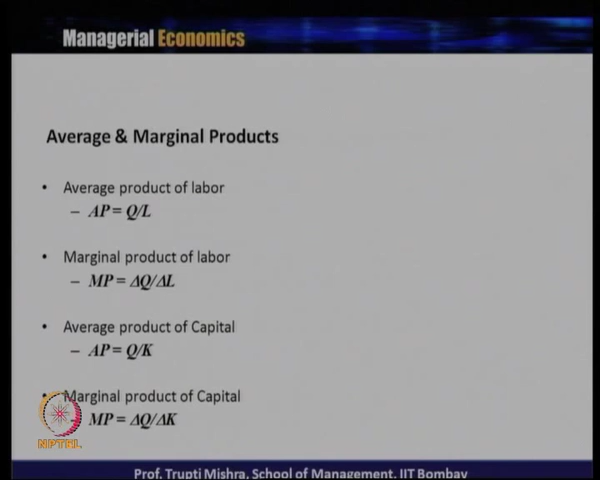 Managerial Economics
Average & Marginal Products
• Average product of labor
– AP = Q/L
• Marginal product of labor
– MP = ΔQ/ΔL
• Average product of Capital
– AP = Q/K
• Marginal product of Capital
– MP = ΔQ/ΔK
NPTEL
Prof. Trupti Mishra, School of Management, IIT Bombay